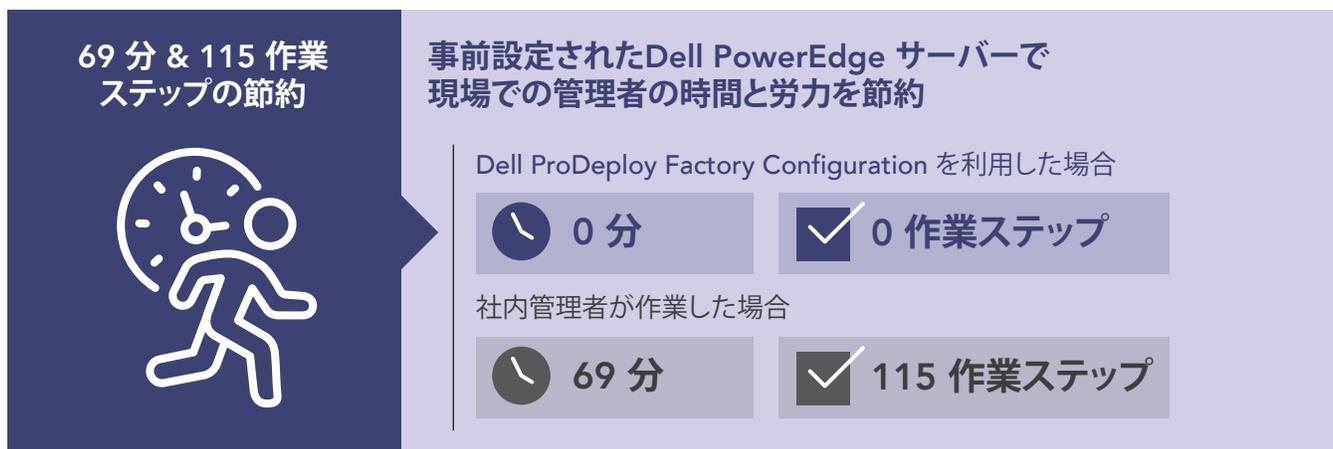 69 分 & 115 作業
ステップの節約
事前設定されたDell PowerEdge サーバーで
現場での管理者の時間と労力を節約
Dell ProDeploy Factory Configuration を利用した場合
0 分
0 作業ステップ
社内管理者が作業した場合
69 分
115 作業ステップ